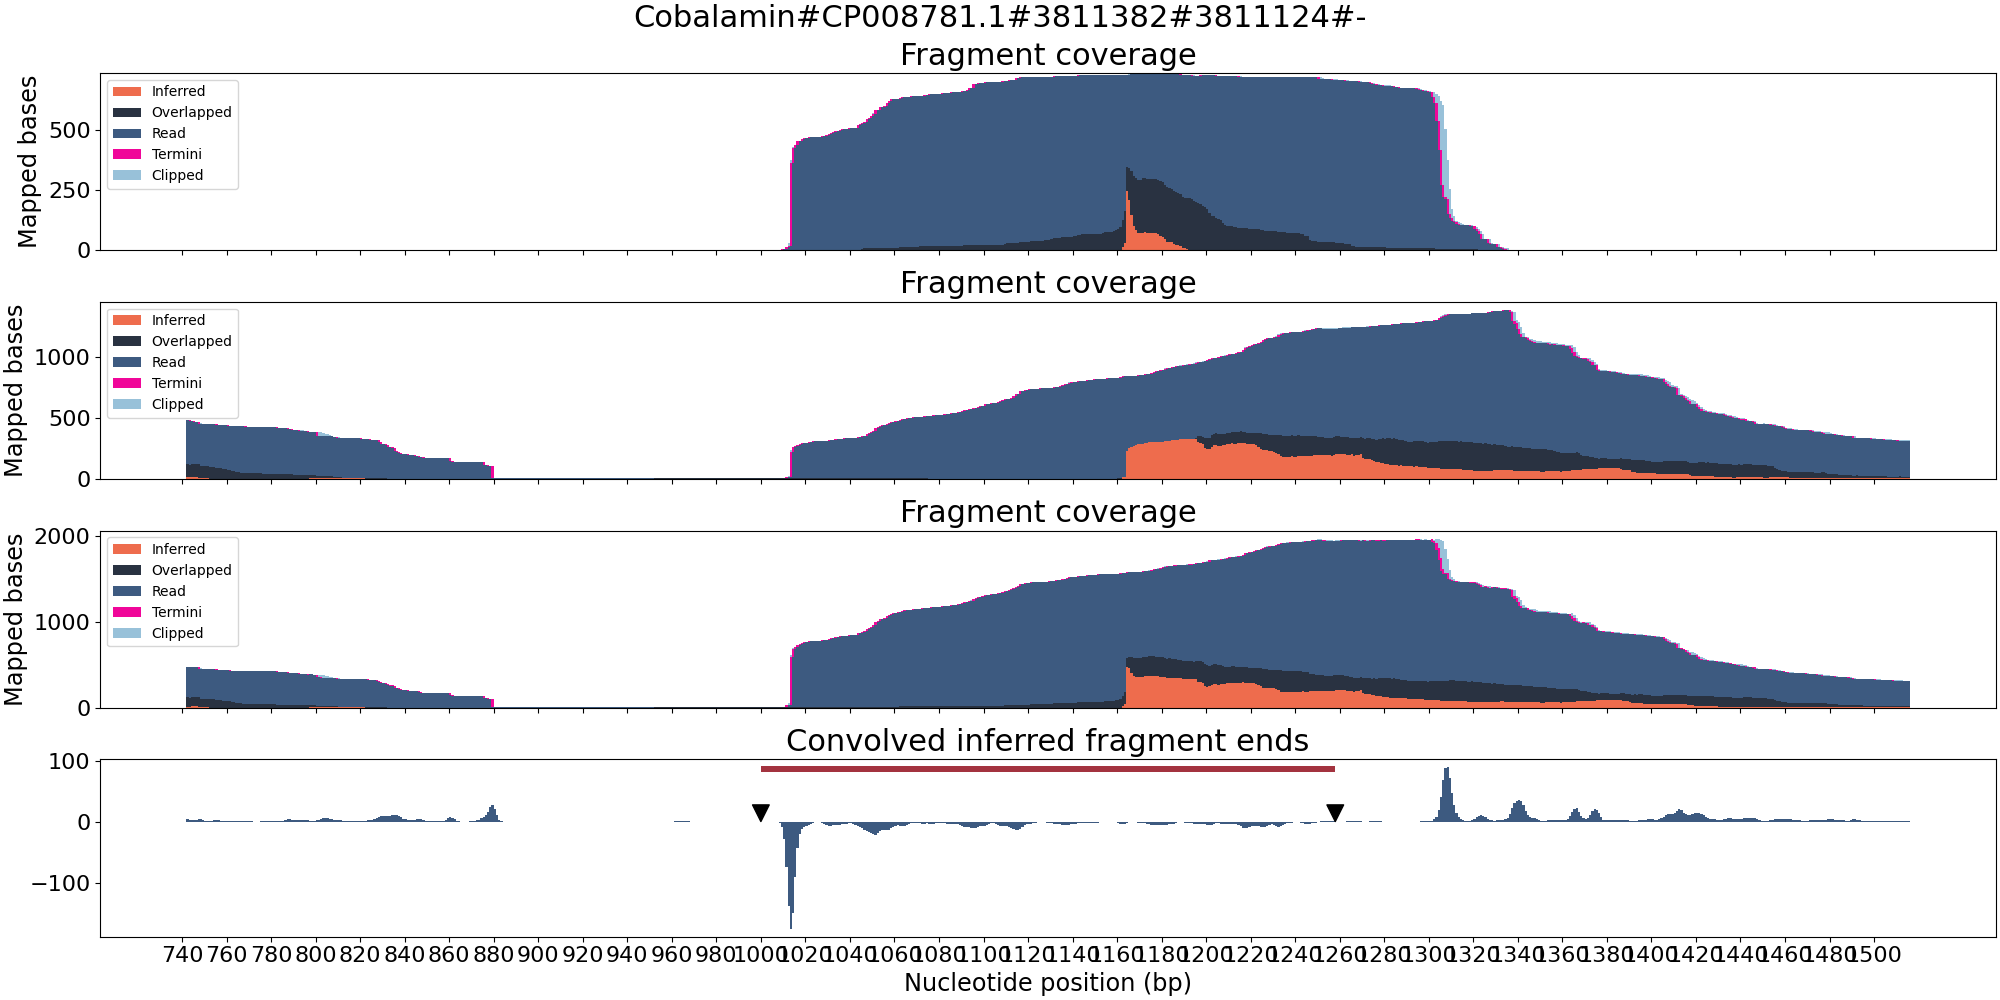 Cobalamin#CP008781.1#3811382#3811124#-
Fragment coverage
Mapped bases
500
250
0
Inferred
Overlapped
Read
Termini
Clipped
Fragment coverage
Mapped bases
1000
500
0
Inferred
Overlapped
Read
Termini
Clipped
Fragment coverage
Mapped bases
2000
1000
0
Inferred
Overlapped
Read
Termini
Clipped
Convolved inferred fragment ends
100
0
−100
740 760 780 800 820 840 860 880 900 920 940 960 980 1000 1020 1040 1060 1080 1100 1120 1140 1160 1180 1200 1220 1240 1260 1280 1300 1320 1340 1360 1380 1400 1420 1440 1460 1480 1500
Nucleotide position (bp)